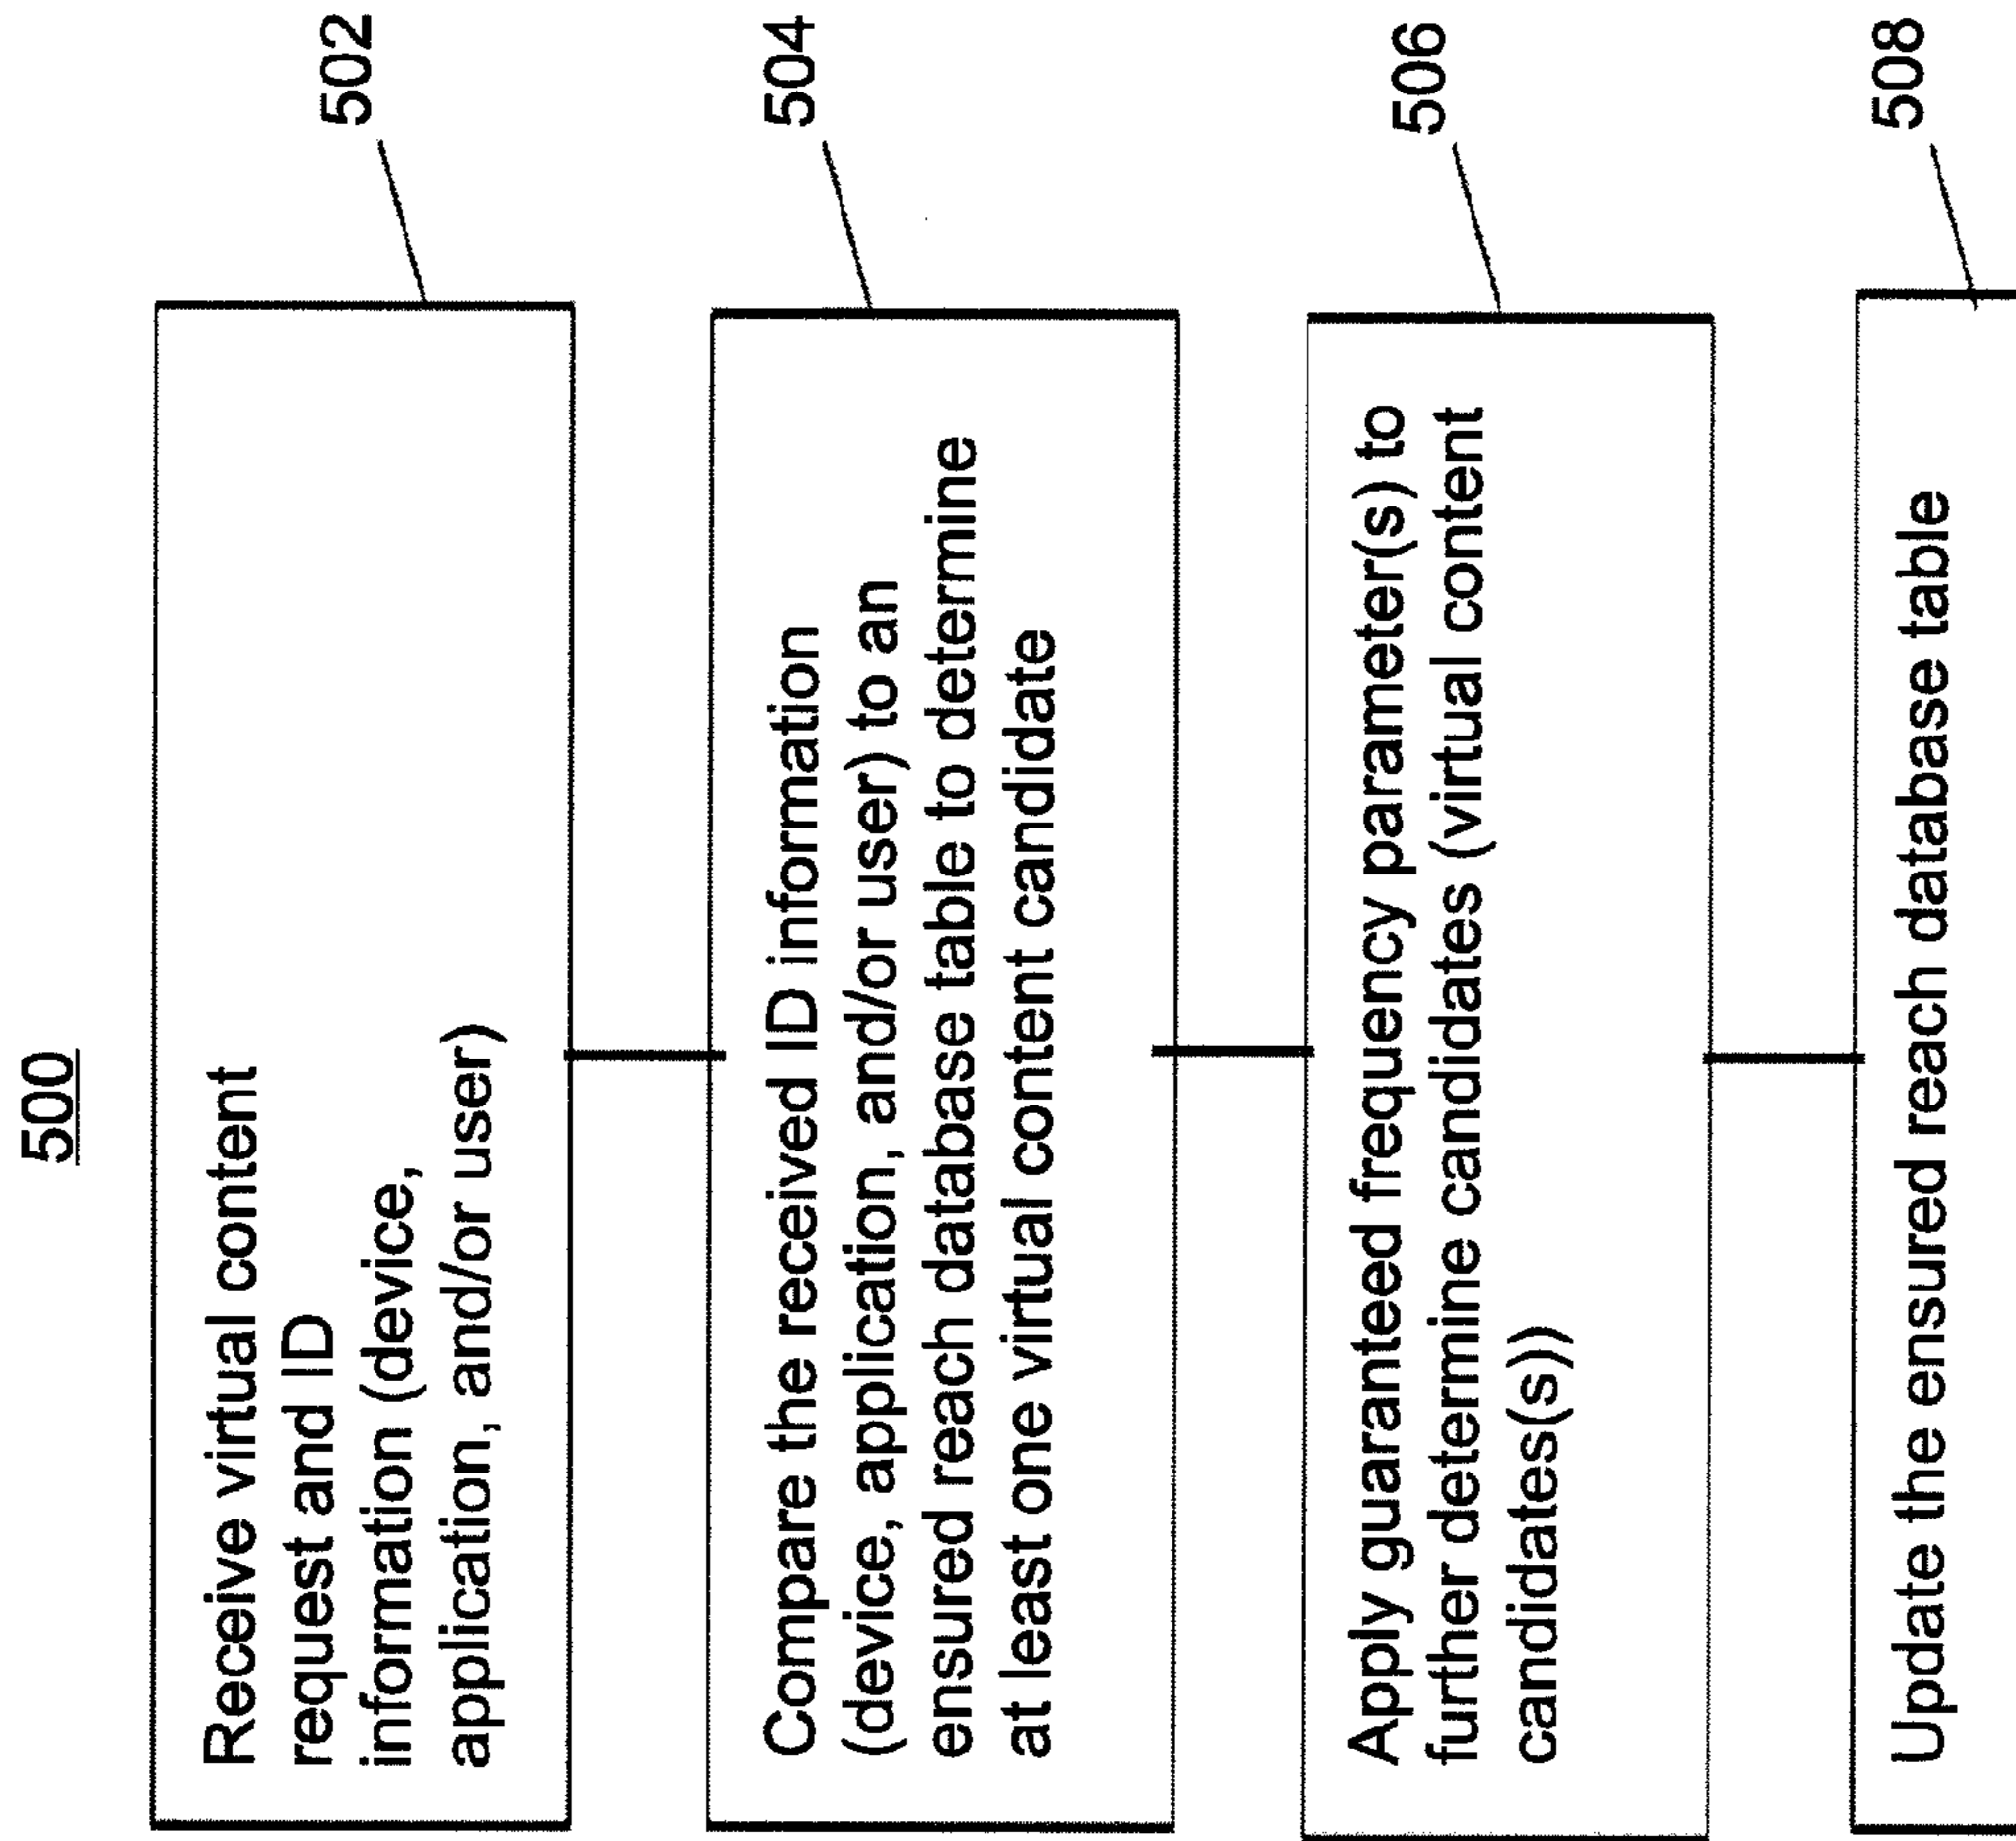 500
Receive virtual content
request and ID
information (device,
application, and/or user)
502
Compare the received ID information
(device, application, and/or user) to an
ensured reach database table to determine
at least one virtual content candidate
504
Apply guaranteed frequency parameter(s) to
further determine candidates (virtual content
candidates(s))
506
Update the ensured reach database table
508